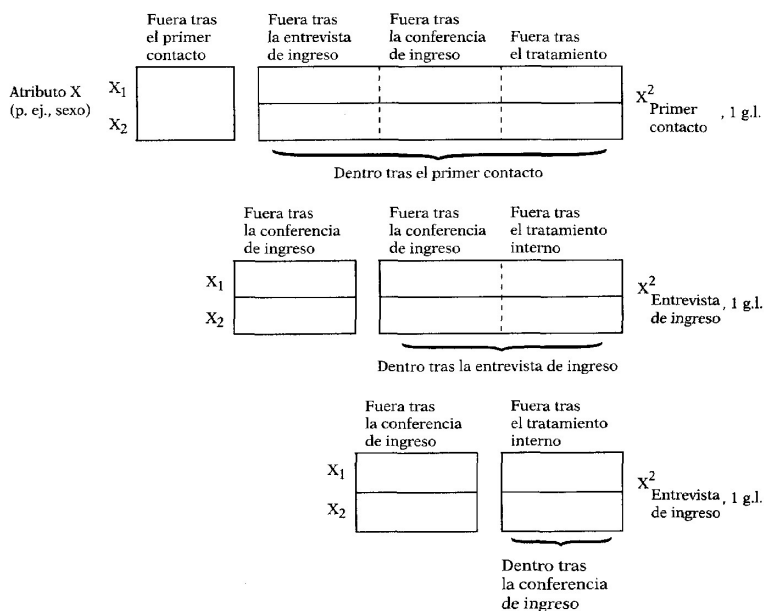 Fuera tras
el primer
contacto
Fuera tras
la entrevista
de ingreso
Fuera tras
la conferencia
de ingreso
Fuera tras
el tratamiento
Atributo X
(p. ej., sexo)
X1
X2
X2 Primer
contacto , 1 g.l.
Dentro tras el primer contacto
Fuera tras
la conferencia
de ingreso
Fuera tras
la conferencia
de ingreso
Fuera tras
el tratamiento
interno
X1
X2
X2 Entrevista , 1 g.l.
de ingreso
Dentro tras la entrevista de ingreso
Fuera tras
la conferencia
de ingreso
Fuera tras
el tratamiento
interno
X1
X2
X2 Entrevista , 1 g.l.
de ingreso
Dentro tras
la conferencia
de ingreso